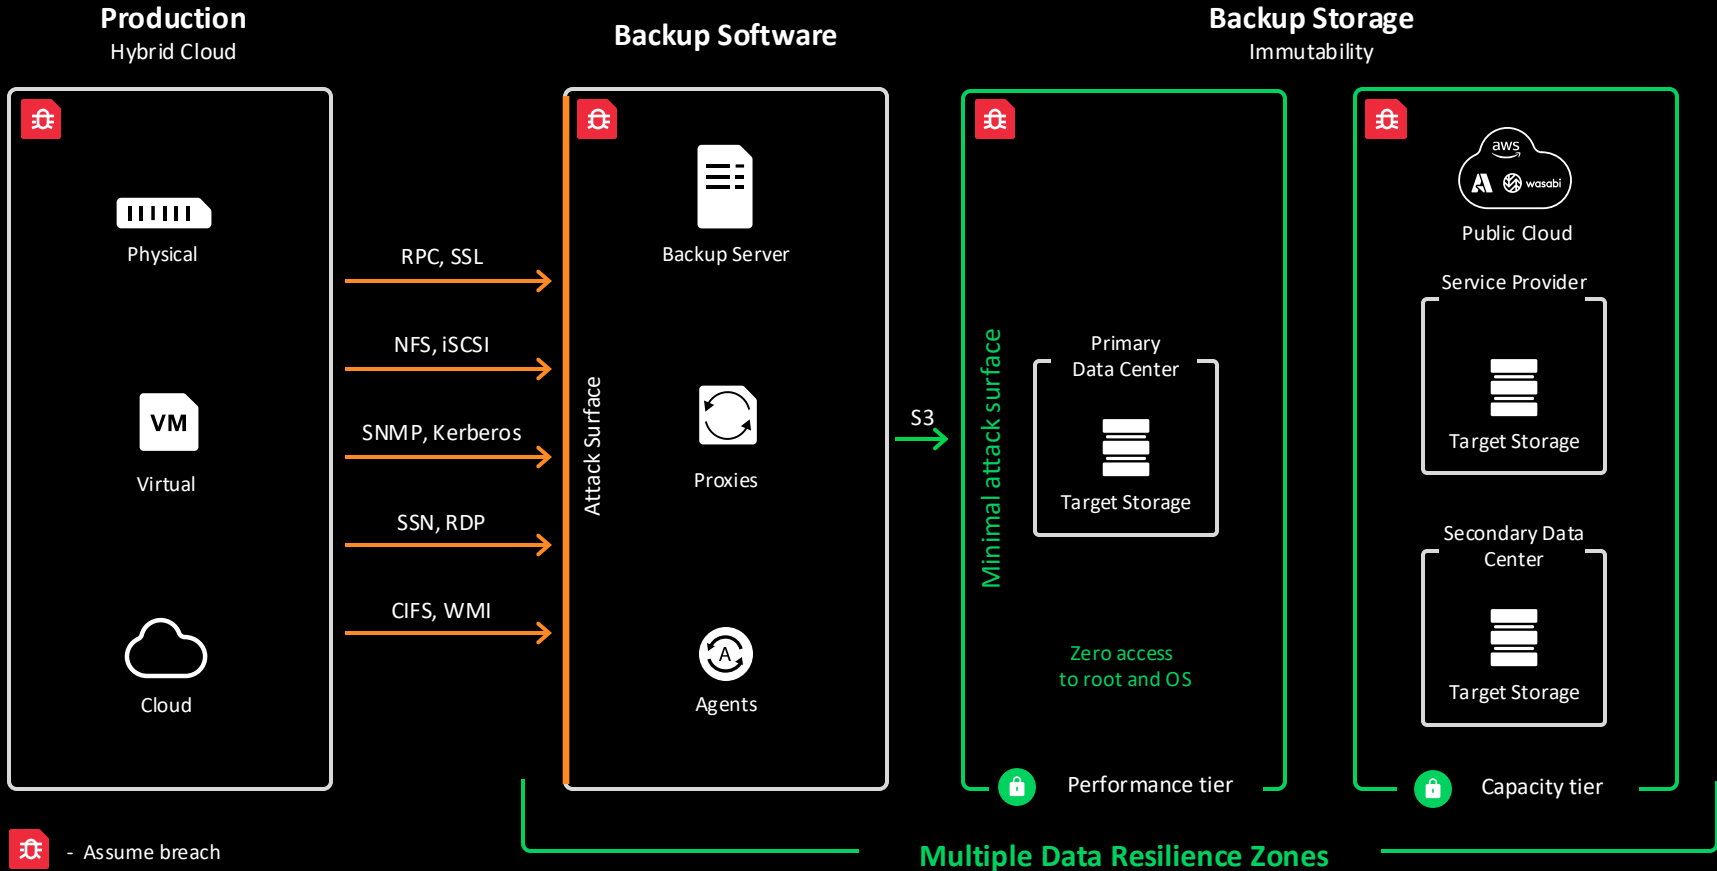 Production
Hybrid Cloud
Physical
VM
Virtual
Cloud
RPC, SSL
NFS, iSCSI
SNMP, Kerberos
SSN, RDP
CIFS, WMI
Backup Software
Attack Surface
Backup Server
Proxies
A
Agents
S3
Backup Storage
Immutability
Minimal attack surface
Primary
Data Center
Target Storage
Zero access
to root and OS
Performance tier
aws
wasabi
Public Cloud
Service Provider
Target Storage
Secondary Data
Center
Target Storage
Capacity tier
- Assume breach
Multiple Data Resilience Zones